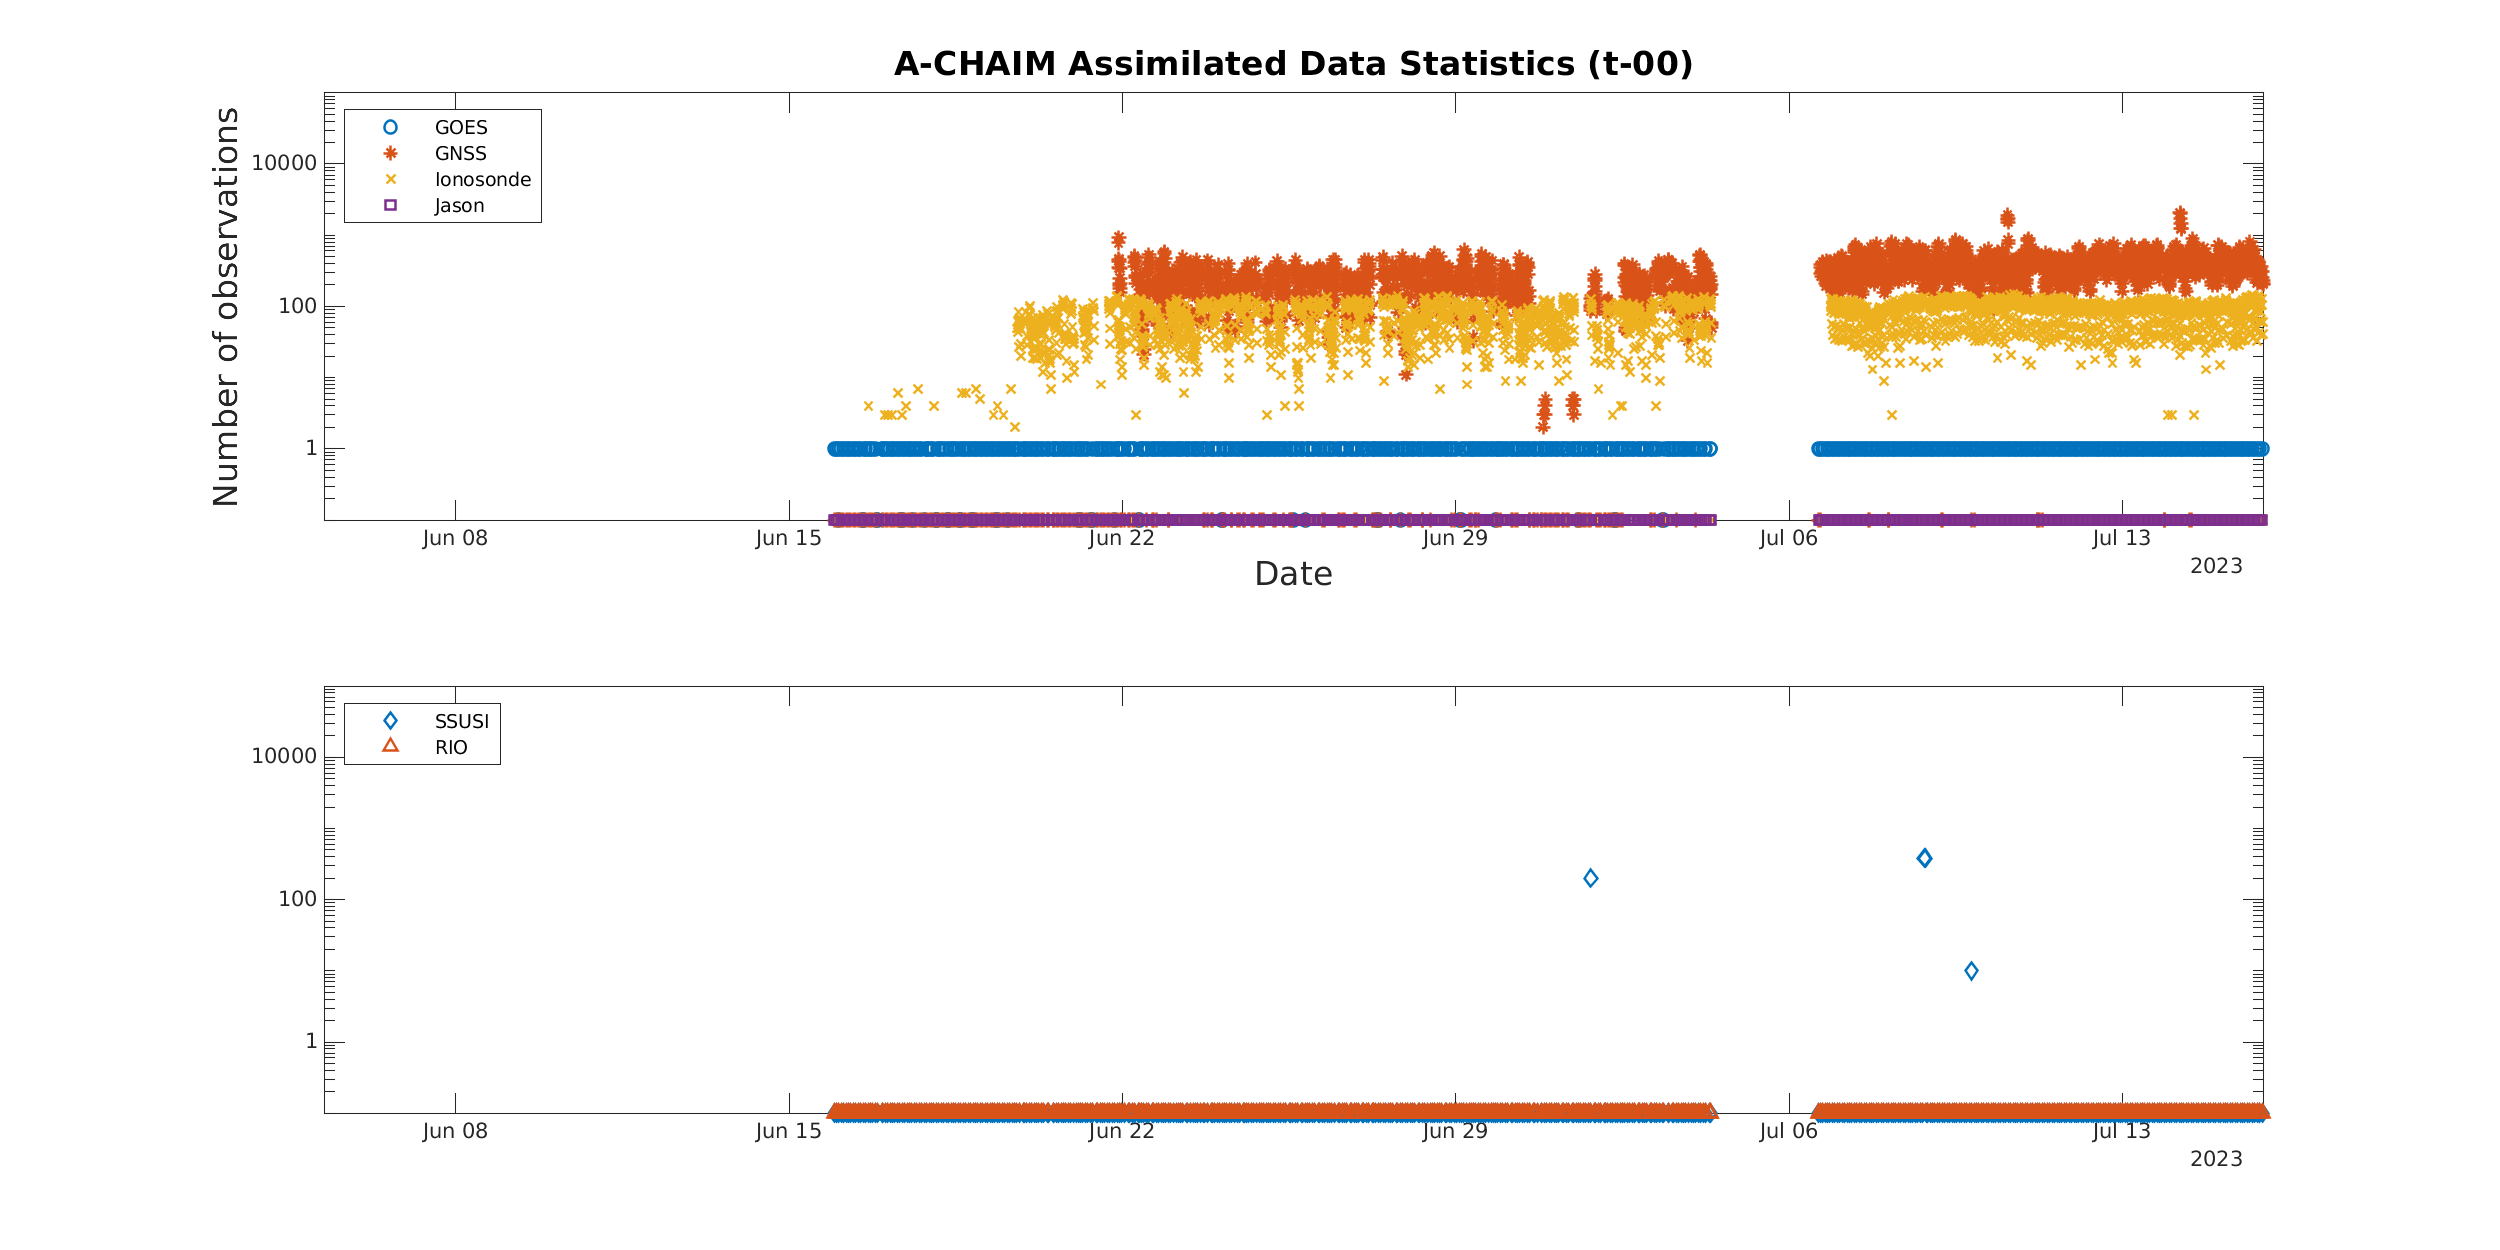 A-CHAIM Assimilated Data Statistics (t-00)
Number of observations
GOES
GNSS
Ionosonde
Jason
10000
100
1
Jun 08
Jun 15
Jun 22
Jun 29
Jul 06
Jul 13
2023
Date
SSUSI
RIO
10000
100
1
Jun 08
Jun 15
Jun 22
Jun 29
Jul 06
Jul 13
2023